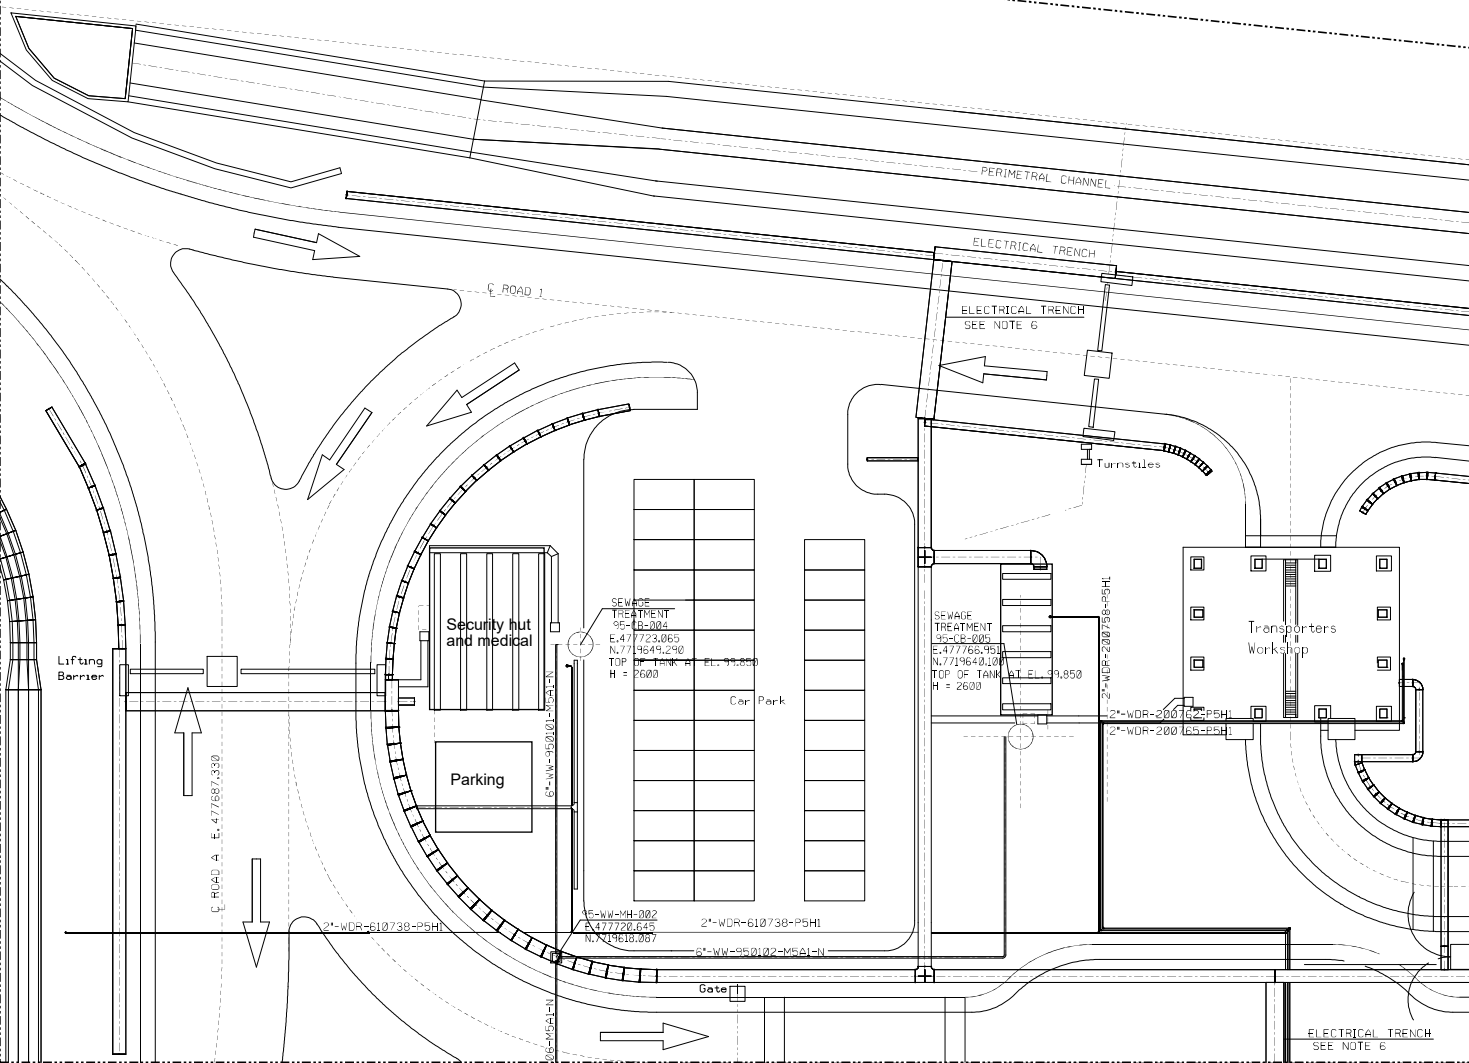 PERIMETRAL CHANNEL
ELECTRICAL TRENCH
C ROAD 1
ELECTRICAL TRENCH
SEE NOTE 6
Turnstiles
SEWAGE
TREATMENT
95-CB-004
E.477723.065
N.7719649.290
TOP OF TANK AT EL. 99.850
H = 2600
SEWAGE
TREATMENT
95-CB-005
E.477766.951
N.7719640.100
TOP OF TANK AT EL. 99.850
H = 2600
2"-WDR-200758-P5H1
Transporters
Workshop
Security hut
and medical
Lifting
Barrier
Car Park
2"-WDR-200762-P5H1
2"-WDR-200765-P5H1
6"-WW-950101-M5A1-N
Parking
C ROAD A E.477687.330
95-WW-MH-002
E.477720.645
N.7719618.087
2"-WDR-610738-P5H1
2"-WDR-610738-P5H1
6"-WW-950102-M5A1-N
Gate
06-M5A1-N
ELECTRICAL TRENCH
SEE NOTE 6